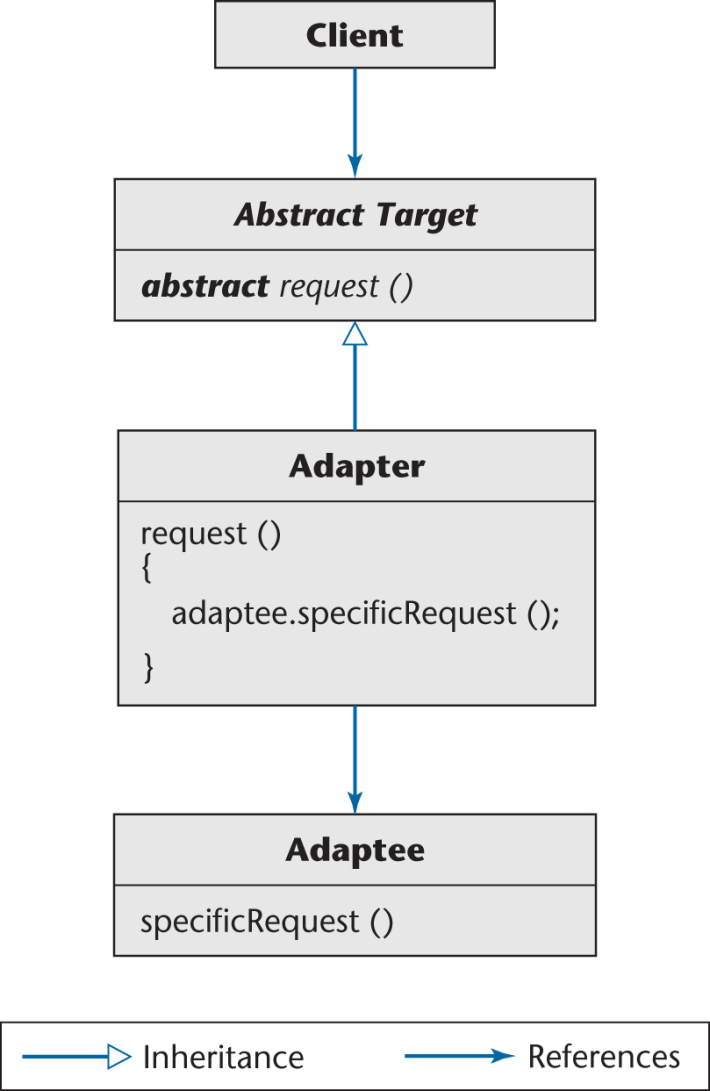 Client
Abstract Target
abstract request ()
Adapter
request ()
{
adaptee.specificRequest ();
}
Adaptee
specificRequest ()
Inheritance
References